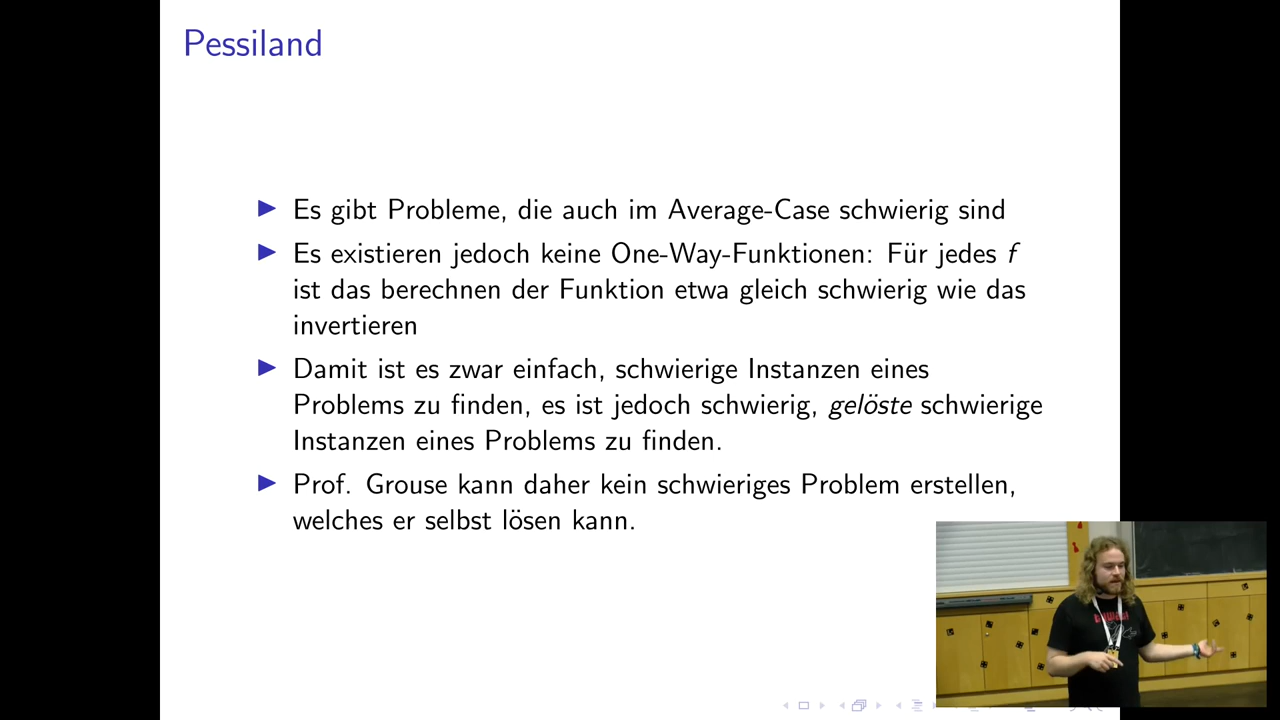 Pessiland
Es gibt Probleme, die auch im Average-Case schwierig sind
Es existieren jedoch keine One-Way-Funktionen: Für jedes f
ist das berechnen der Funktion etwa gleich schwierig wie das
invertieren
Damit ist es zwar einfach, schwierige Instanzen eines
Problems zu finden, es ist jedoch schwierig, gelöste schwierige
Instanzen eines Problems zu finden.
Prof. Grouse kann daher kein schwieriges Problem erstellen,
welches er selbst lösen kann.